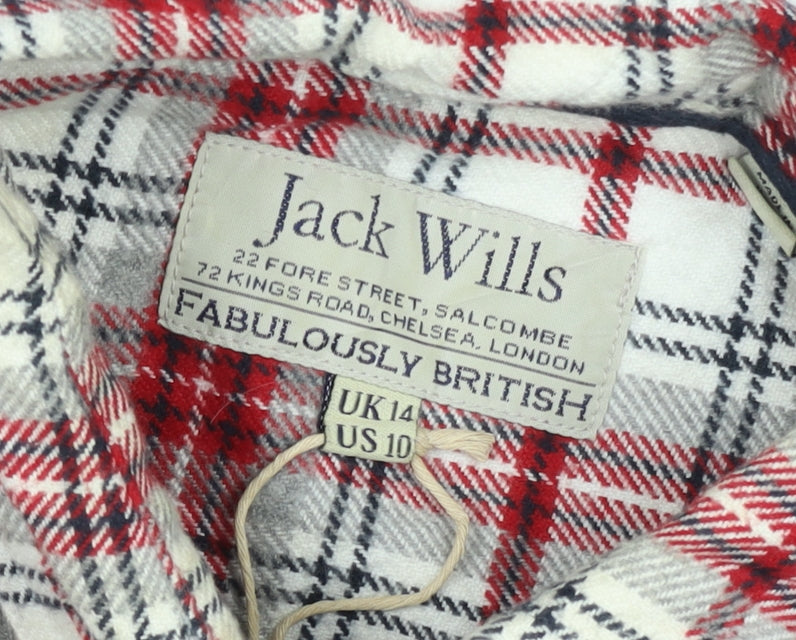 Jack Wills
22 FORE STREET, SALCOMBE
72 KINGS ROAD, CHELSEA, LONDON
FABULOUSLY BRITISH
UK 14
US 10